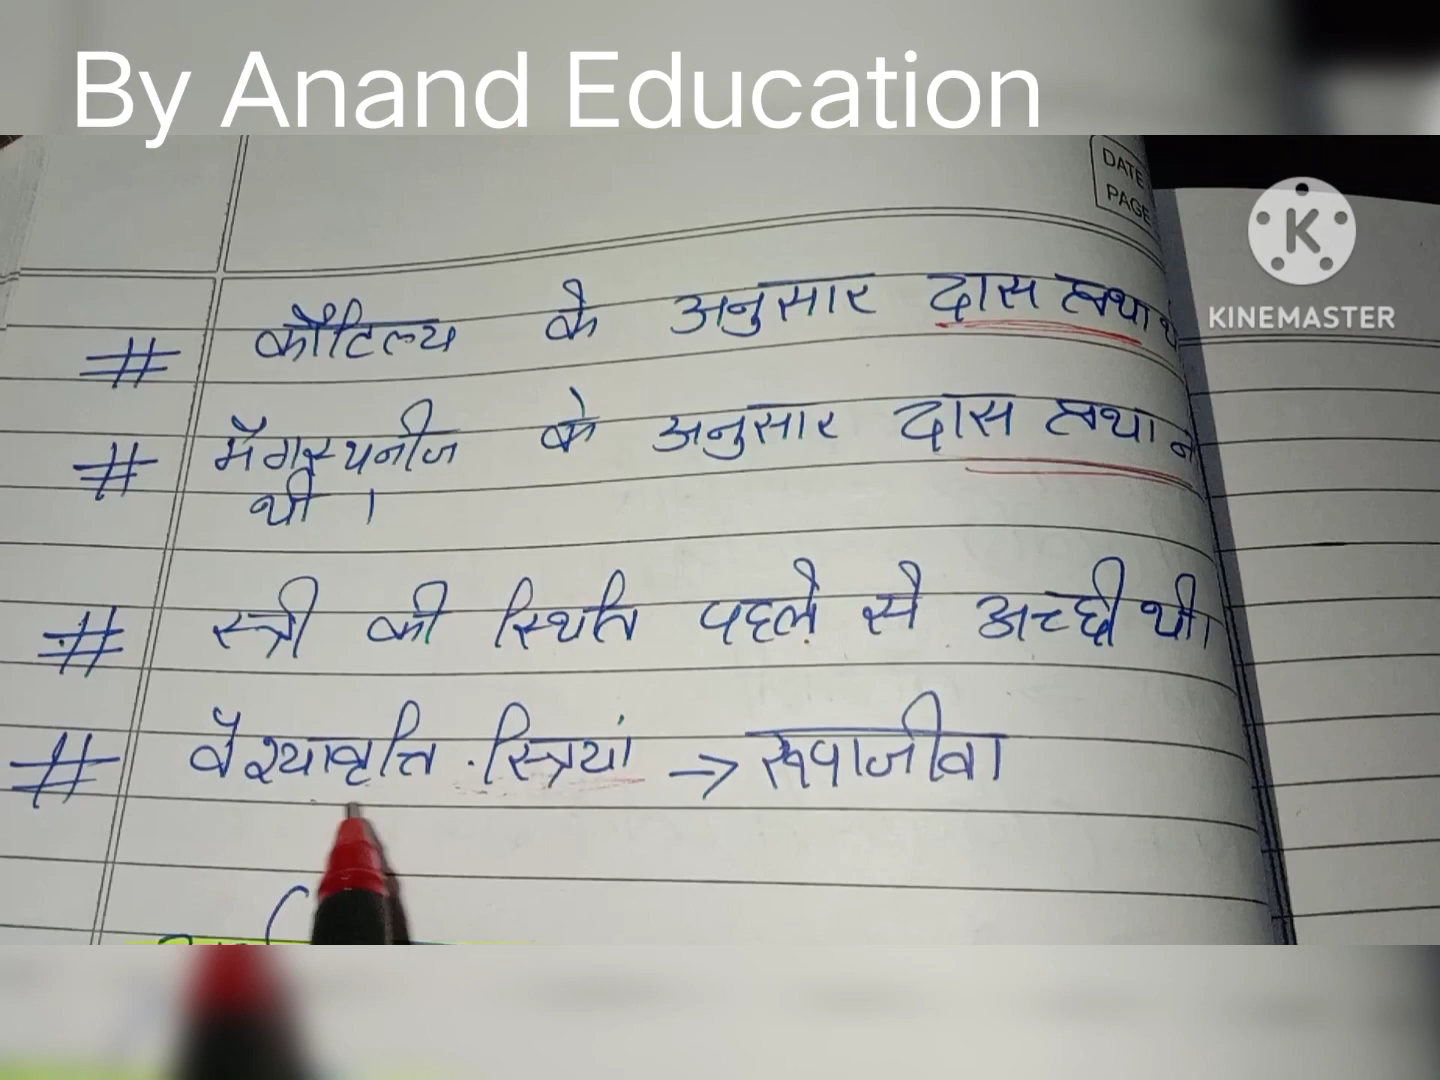 By Anand Education
DATE
PAGE
KINEMASTER
# कौटिल्य के अनुसार दास प्रथा थ
# मेगस्थनीज के अनुसार दास प्रथा न
थी ।
# स्त्री की स्थिति पहले से अच्छी थी।
# वैश्यावृत्ति स्त्रियां → रूपाजीवा